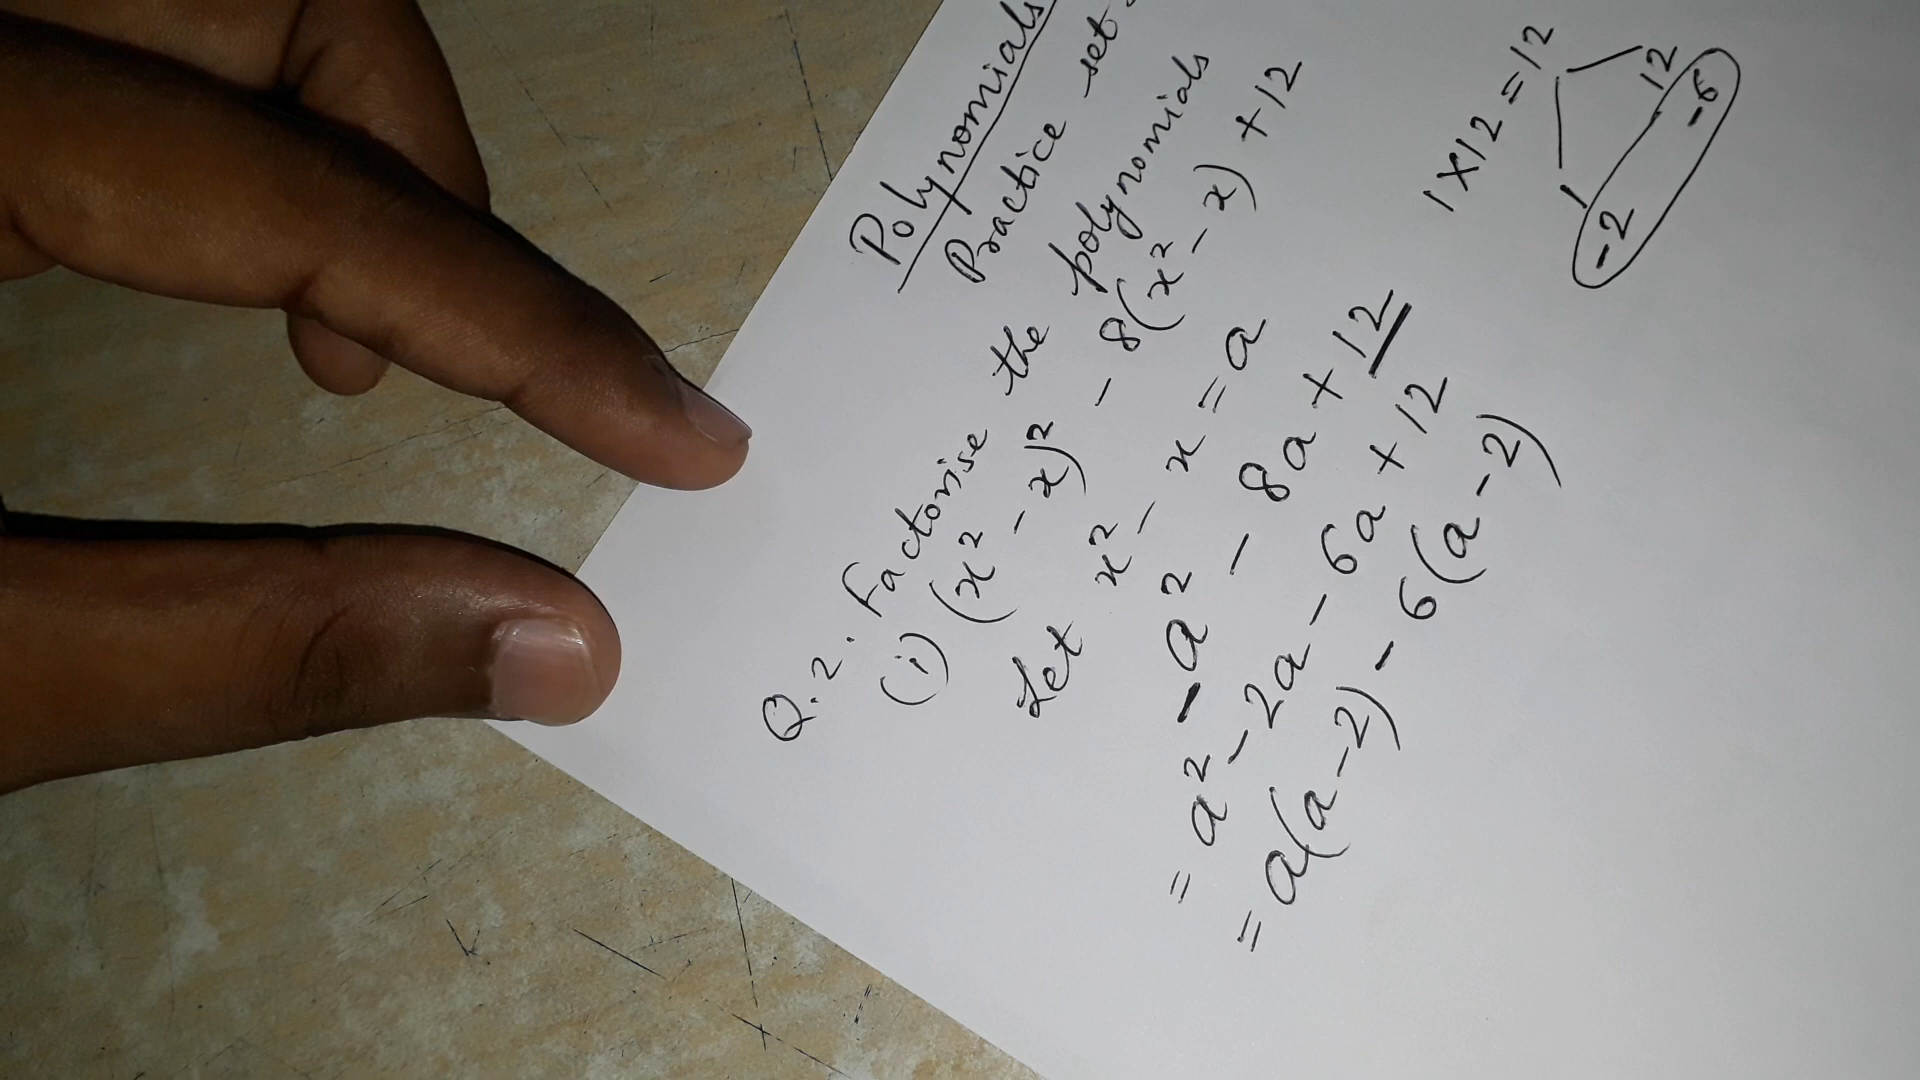 Polynomials
Practice set
Q.2. Factorise the polynomials
(i) (x² - x)² - 8(x² - x) + 12
Let x² - x = a
- a² - 8a + 12
= a² - 2a - 6a + 12
= a(a - 2) - 6(a - 2)
1 × 12 = 12
1 12
-2 -6